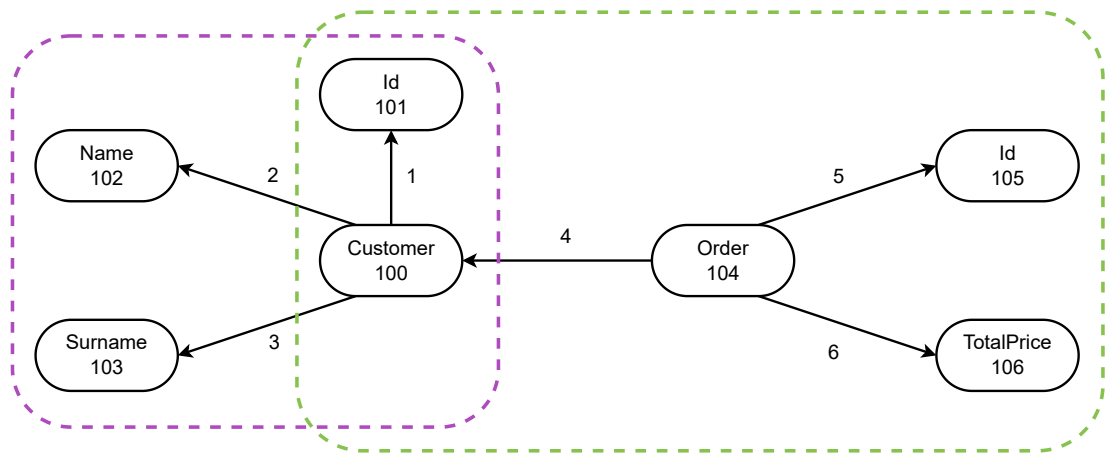 Id
101
Name
102
2
1
Id
105
5
Customer
100
4
Order
104
Surname
103
3
6
TotalPrice
106